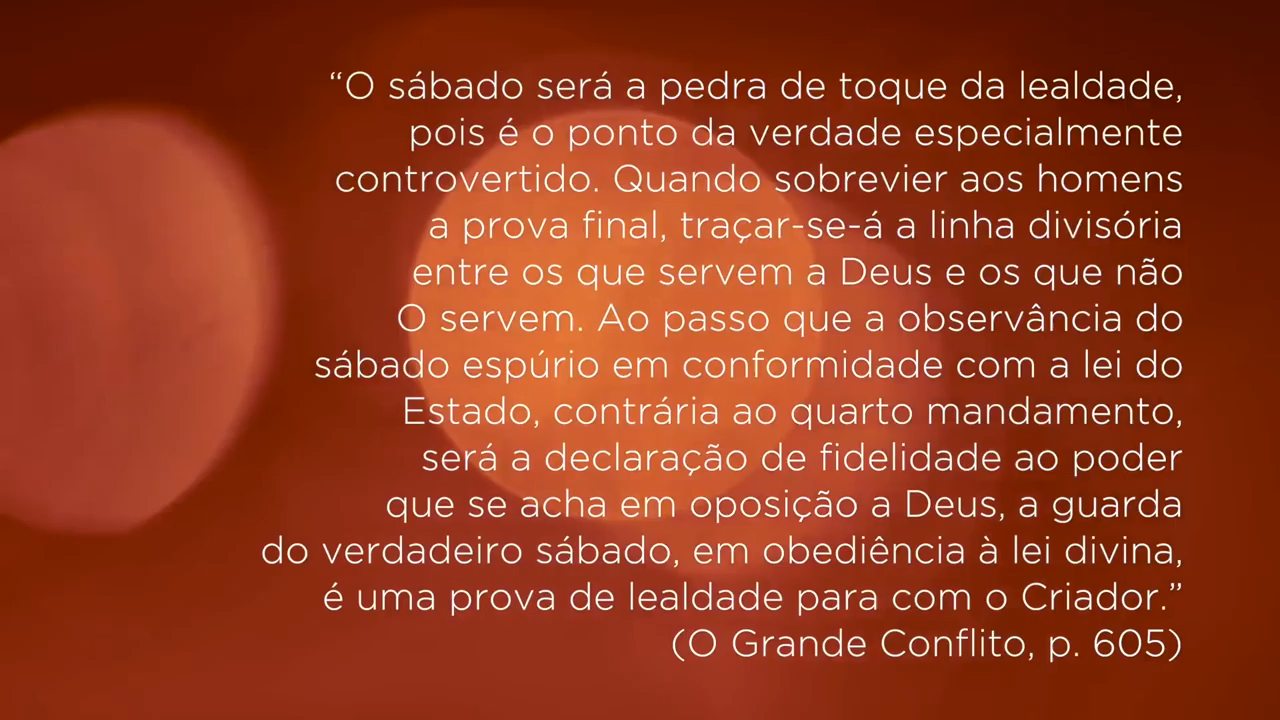 “O sábado será a pedra de toque da lealdade,
pois é o ponto da verdade especialmente
controvertido. Quando sobrevier aos homens
a prova final, traçar-se-á a linha divisória
entre os que servem a Deus e os que não
O servem. Ao passo que a observância do
sábado espúrio em conformidade com a lei do
Estado, contrária ao quarto mandamento,
será a declaração de fidelidade ao poder
que se acha em oposição a Deus, a guarda
do verdadeiro sábado, em obediência à lei divina,
é uma prova de lealdade para com o Criador.”
(O Grande Conflito, p. 605)